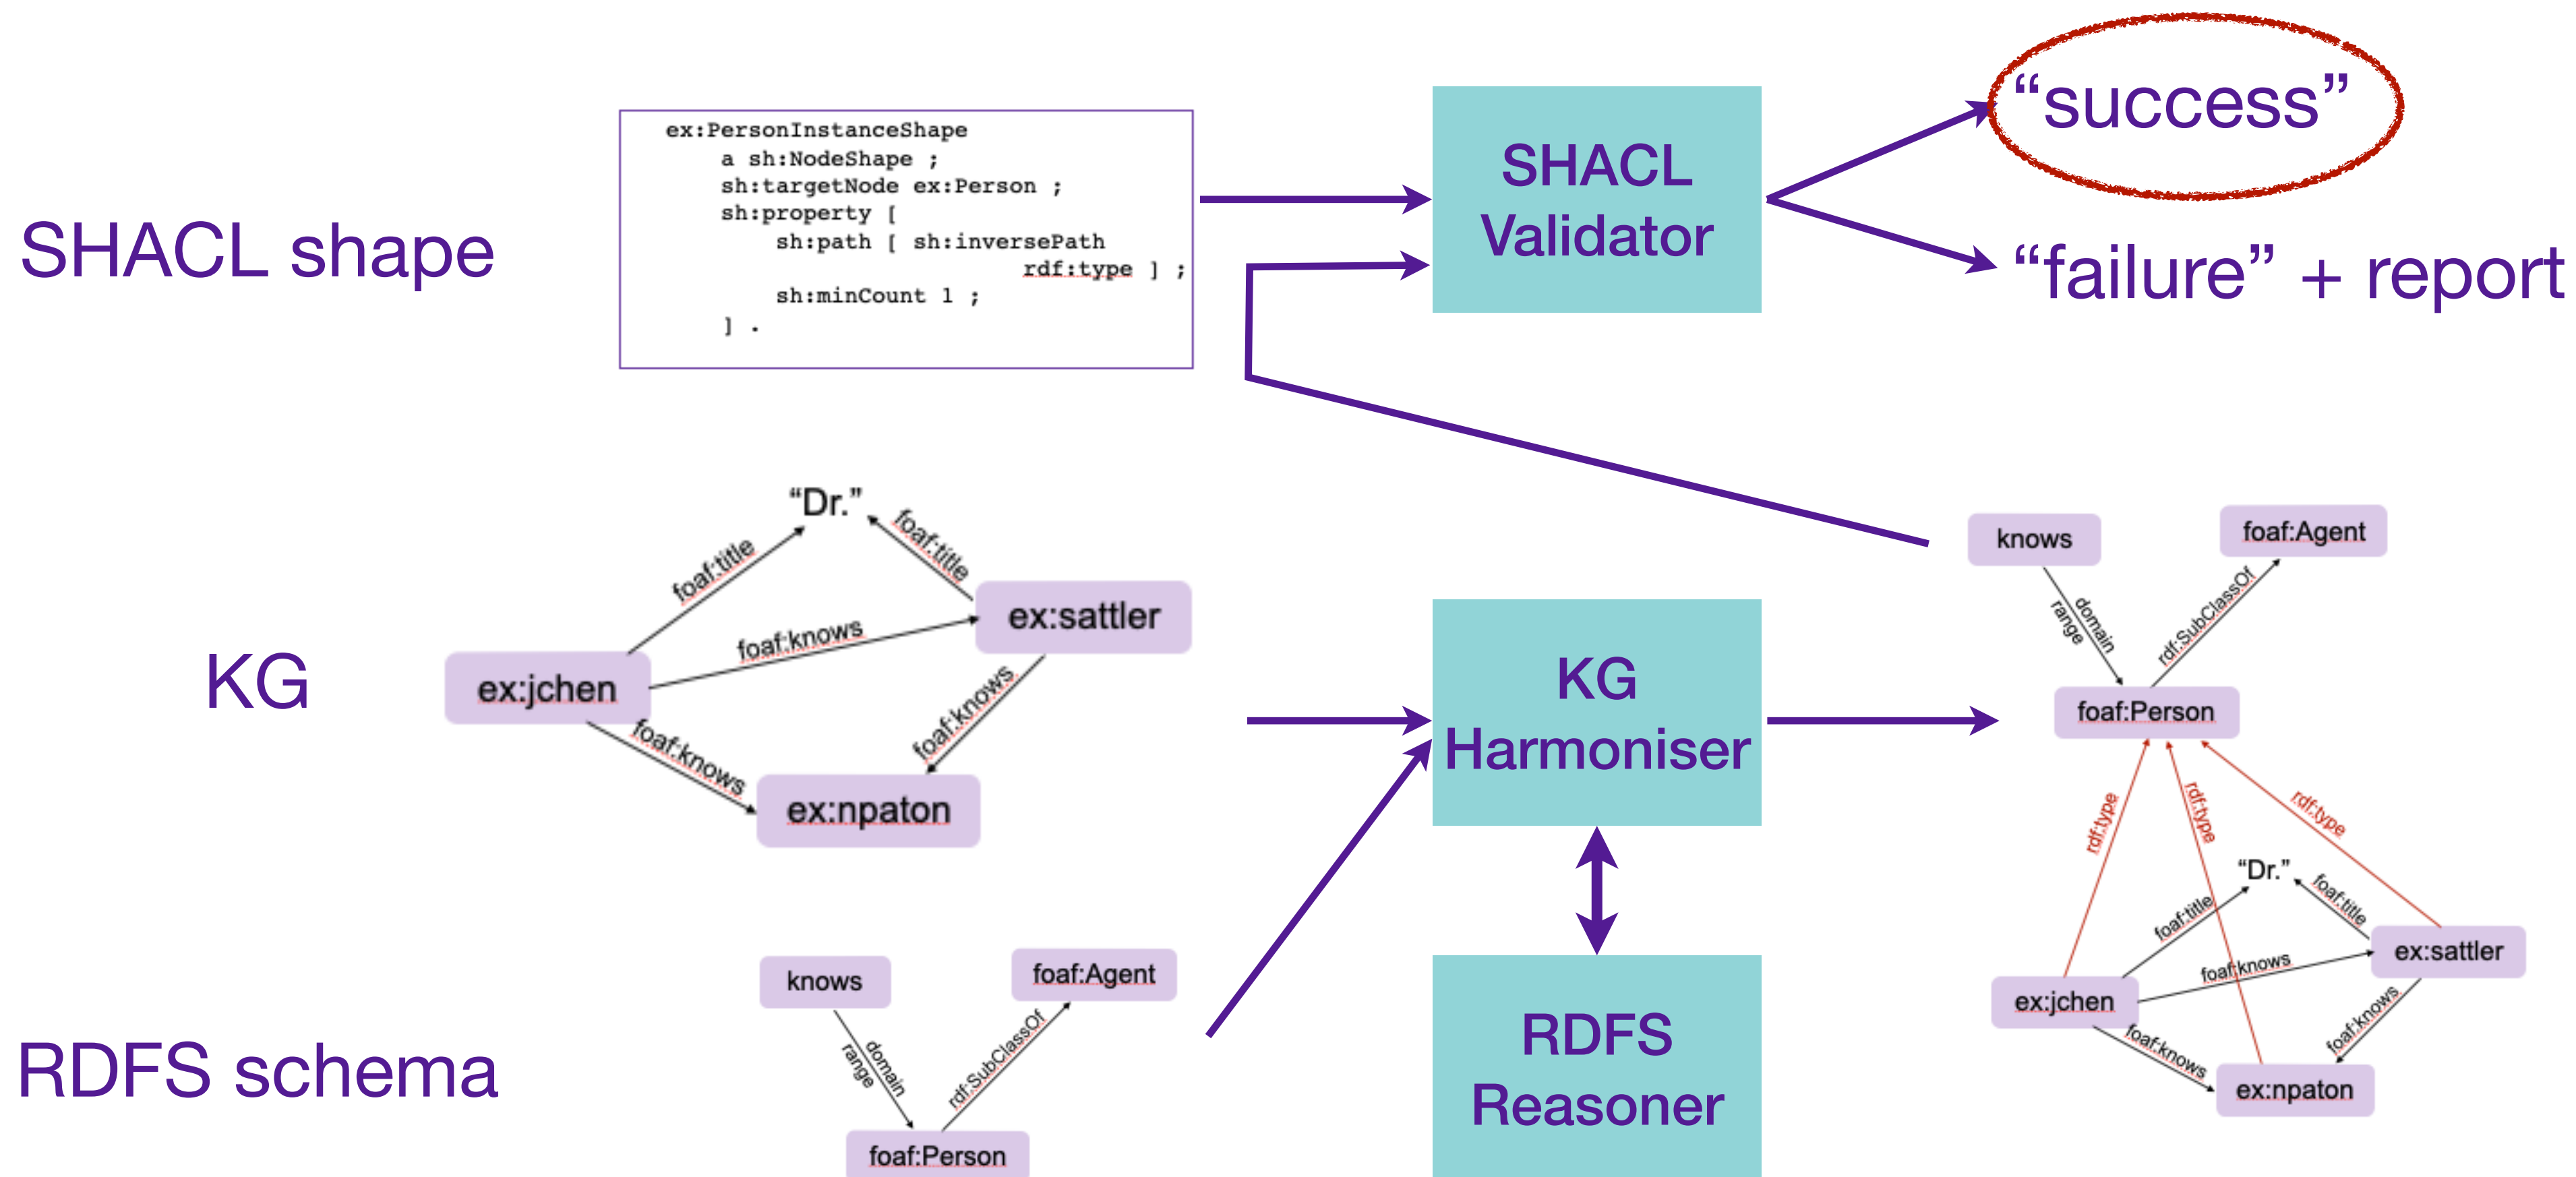 SHACL shape
ex:PersonInstanceShape
a sh:NodeShape ;
sh:targetNode ex:Person ;
sh:property [
sh:path [ sh:inversePath
rdf:type ] ;
sh:minCount 1 ;
] .
SHACL
Validator
“success”
“failure” + report
KG
“Dr.”
foaf:title
foaf:title
ex:sattler
foaf:knows
ex:jchen
foaf:knows
foaf:knows
ex:npaton
KG
Harmoniser
knows
foaf:Agent
domain
range
rdf:SubClassOf
foaf:Person
rdf:type
rdf:type
rdf:type
“Dr.”
foaf:title
foaf:title
ex:sattler
foaf:knows
ex:jchen
foaf:knows
foaf:knows
ex:npaton
RDFS schema
knows
foaf:Agent
domain
range
rdf:SubClassOf
foaf:Person
RDFS
Reasoner